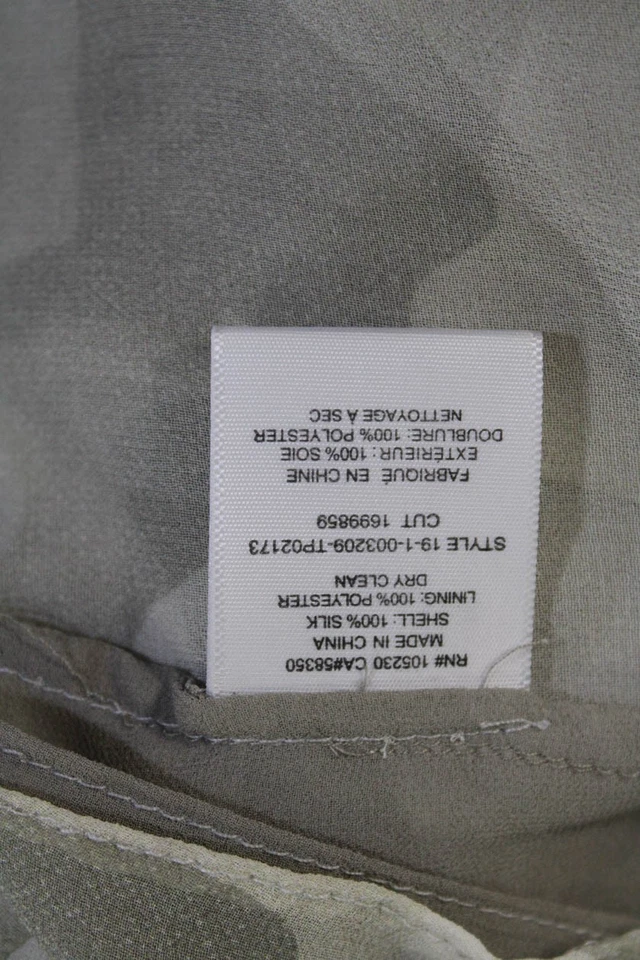 RN# 105230 CA#58350
MADE IN CHINA
SHELL: 100% SILK
LINING: 100% POLYESTER
DRY CLEAN
STYLE 19-1-003209-TP02173
CUT 1699859
FABRIQUÉ EN CHINE
EXTÉRIEUR: 100% SOIE
DOUBLURE: 100% POLYESTER
NETTOYAGE À SEC